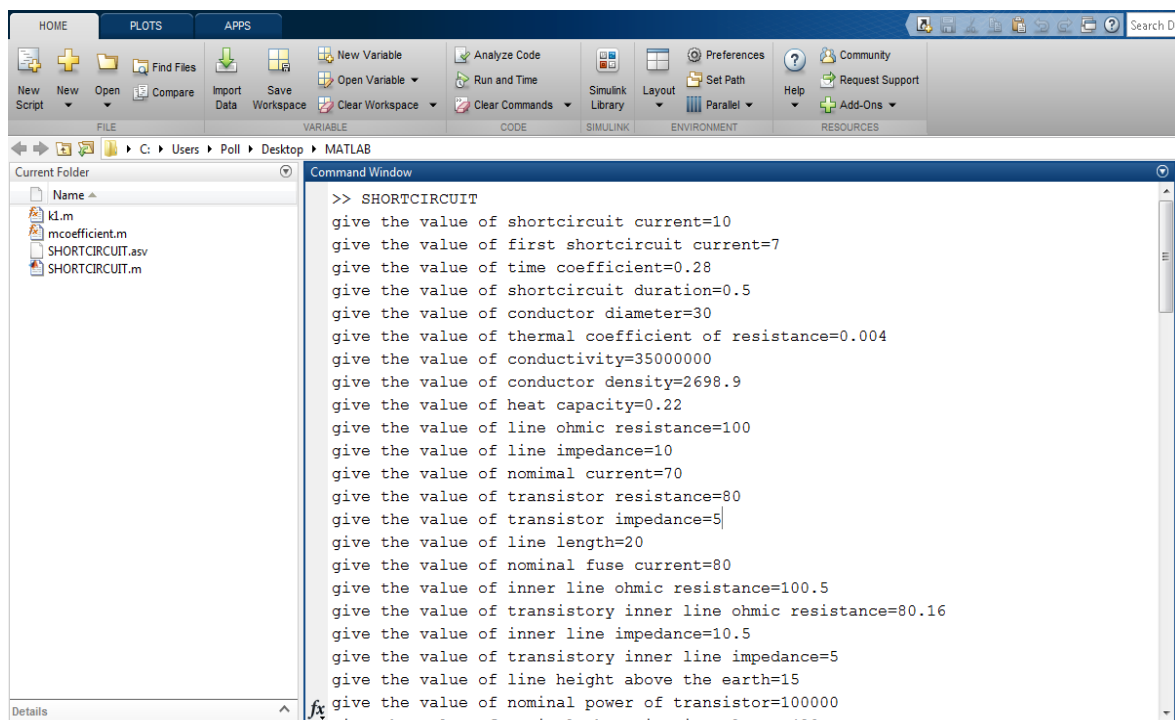 HOME PLOTS APPS
Search D
New Script
New
Open
Find Files
Compare
Import Data
Save Workspace
New Variable
Open Variable
Clear Workspace
Analyze Code
Run and Time
Clear Commands
Simulink Library
Layout
Preferences
Set Path
Parallel
Help
Community
Request Support
Add-Ons
FILE VARIABLE CODE SIMULINK ENVIRONMENT RESOURCES
C: Users Poll Desktop MATLAB
Current Folder
Name
k1.m
mcoefficient.m
SHORTCIRCUIT.asv
SHORTCIRCUIT.m
Details
Command Window
>> SHORTCIRCUIT
give the value of shortcircuit current=10
give the value of first shortcircuit current=7
give the value of time coefficient=0.28
give the value of shortcircuit duration=0.5
give the value of conductor diameter=30
give the value of thermal coefficient of resistance=0.004
give the value of conductivity=35000000
give the value of conductor density=2698.9
give the value of heat capacity=0.22
give the value of line ohmic resistance=100
give the value of line impedance=10
give the value of nomimal current=70
give the value of transistor resistance=80
give the value of transistor impedance=5
give the value of line length=20
give the value of nominal fuse current=80
give the value of inner line ohmic resistance=100.5
give the value of transistory inner line ohmic resistance=80.16
give the value of inner line impedance=10.5
give the value of transistory inner line impedance=5
give the value of line height above the earth=15
fx give the value of nominal power of transistor=100000